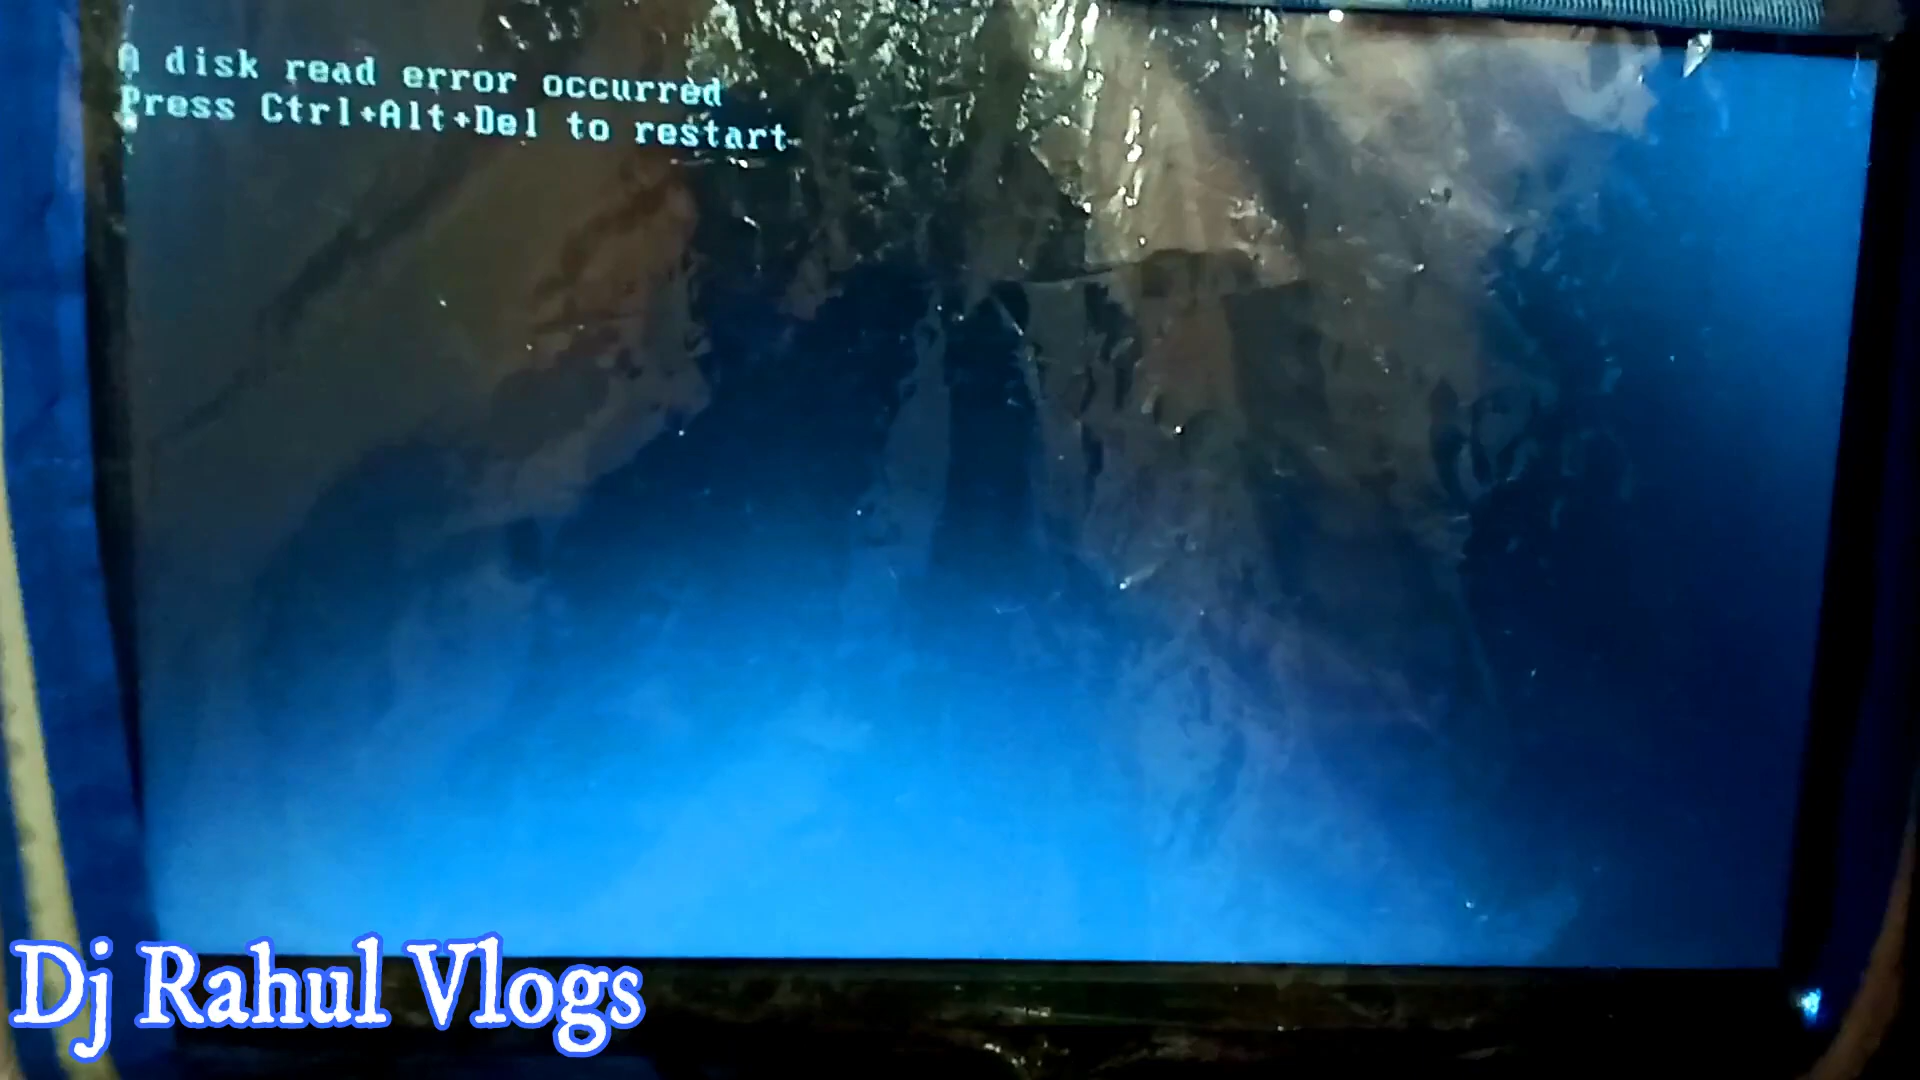 A disk read error occurred
Press Ctrl+Alt+Del to restart
Dj Rahul Vlogs